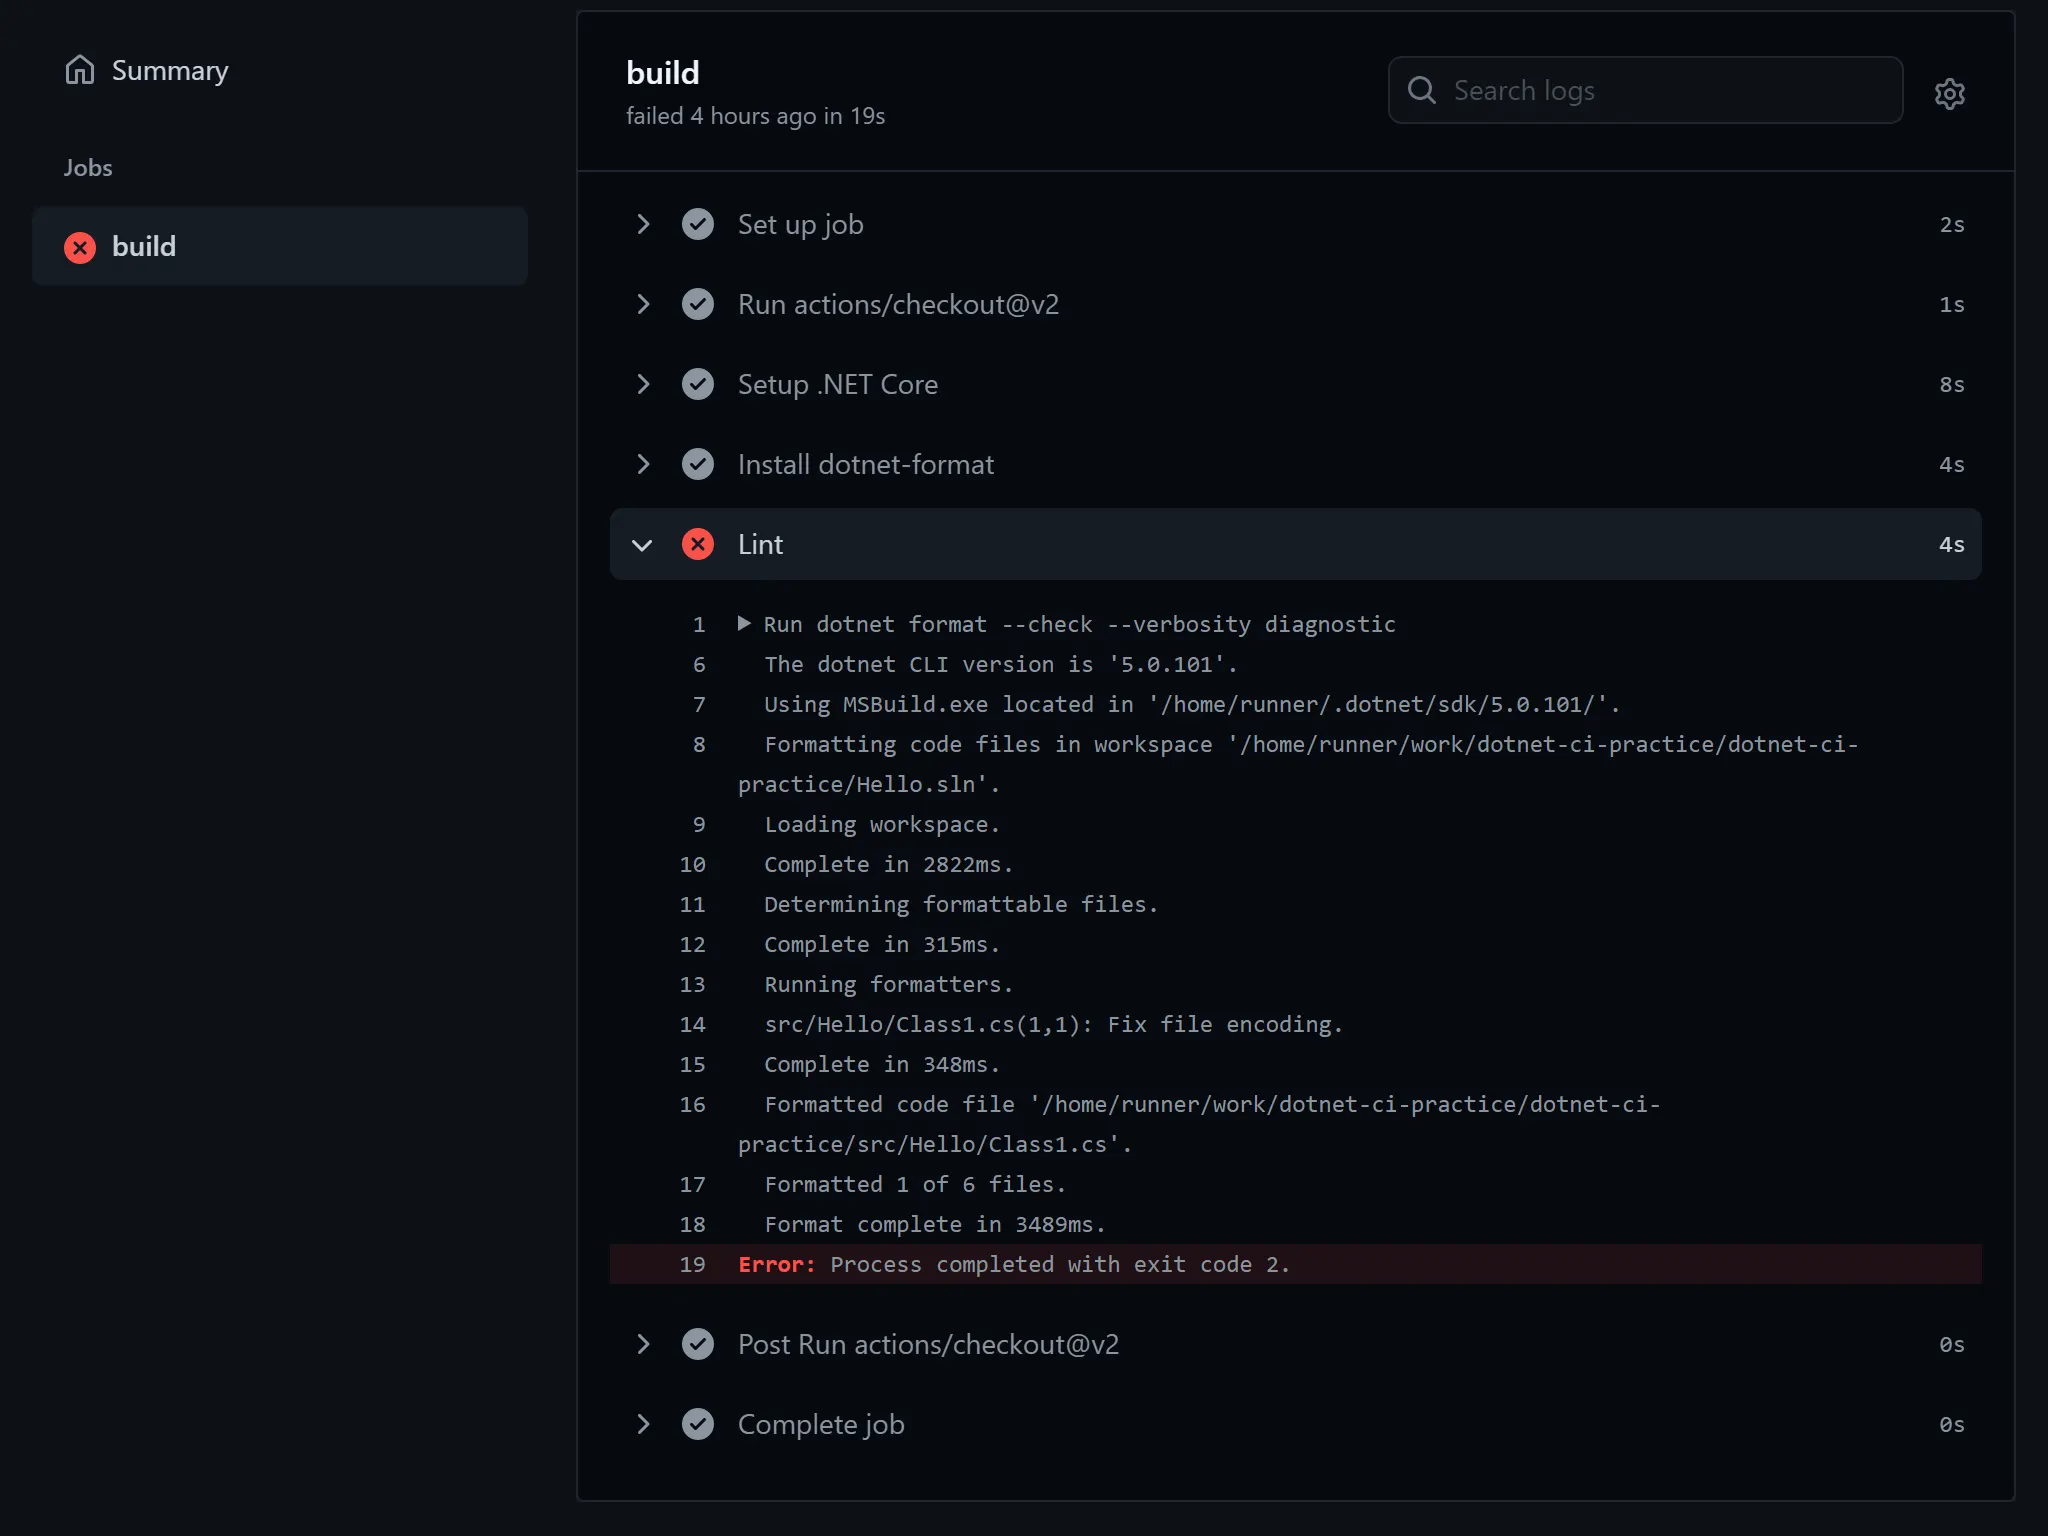 Summary
Jobs
build
build
failed 4 hours ago in 19s
Search logs
Set up job 2s
Run actions/checkout@v2 1s
Setup .NET Core 8s
Install dotnet-format 4s
Lint 4s
1 Run dotnet format --check --verbosity diagnostic
6 The dotnet CLI version is '5.0.101'.
7 Using MSBuild.exe located in '/home/runner/.dotnet/sdk/5.0.101/'.
8 Formatting code files in workspace '/home/runner/work/dotnet-ci-practice/dotnet-ci-
practice/Hello.sln'.
9 Loading workspace.
10 Complete in 2822ms.
11 Determining formattable files.
12 Complete in 315ms.
13 Running formatters.
14 src/Hello/Class1.cs(1,1): Fix file encoding.
15 Complete in 348ms.
16 Formatted code file '/home/runner/work/dotnet-ci-practice/dotnet-ci-
practice/src/Hello/Class1.cs'.
17 Formatted 1 of 6 files.
18 Format complete in 3489ms.
19 Error: Process completed with exit code 2.
Post Run actions/checkout@v2 0s
Complete job 0s